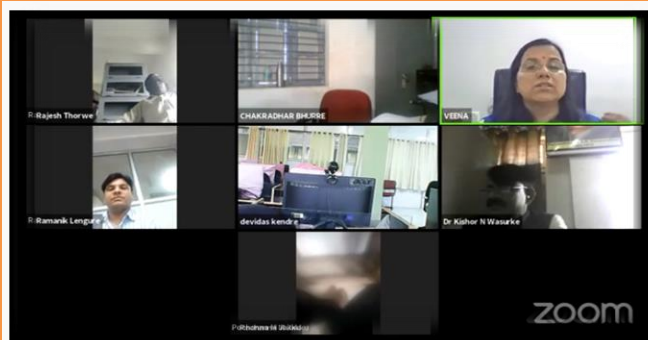 Rajesh Thorwe
CHAKRADHAR BHURRE
VEENA
Ramanik Lengure
devidas kendre
Dr Kishor N Wasurke
zoom